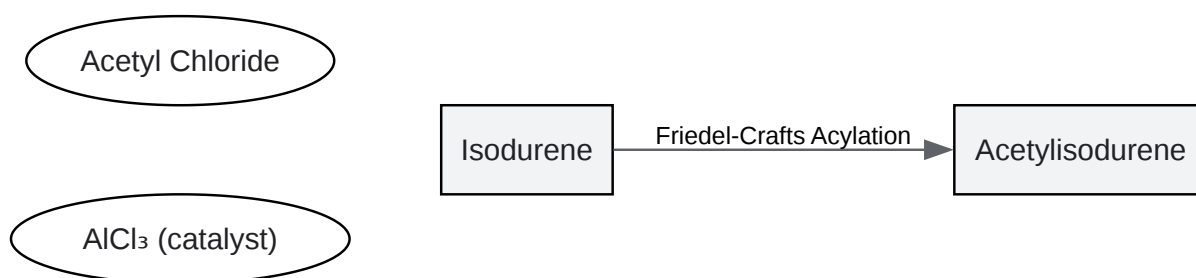 Acetyl Chloride
Isodurene
Friedel-Crafts Acylation
Acetylisodurene
AlCl₃ (catalyst)